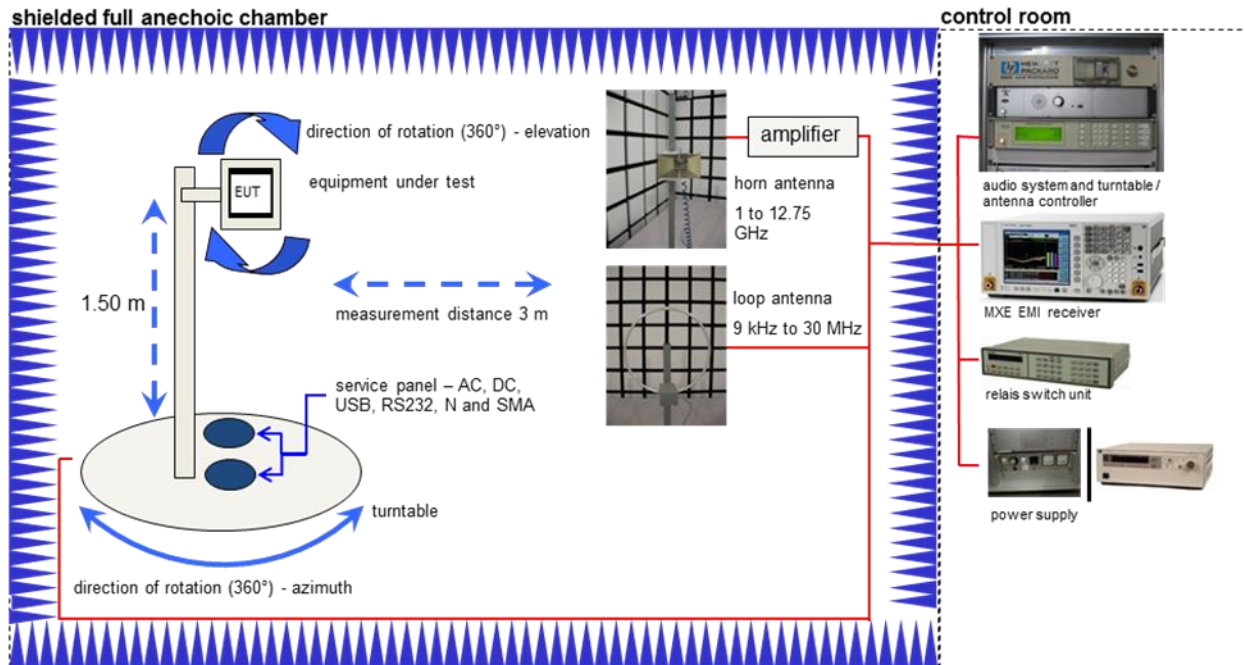 shielded full anechoic chamber
control room
direction of rotation (360°) - elevation
EUT
equipment under test
1.50 m
measurement distance 3 m
service panel – AC, DC,
USB, RS232, N and SMA
turntable
direction of rotation (360°) - azimuth
amplifier
horn antenna
1 to 12.75
GHz
loop antenna
9 kHz to 30 MHz
hp
HEWLETT
PACKARD
audio system and turntable /
antenna controller
MXE EMI receiver
relais switch unit
power supply